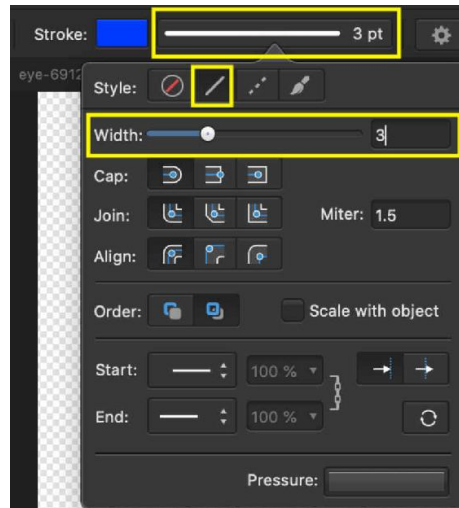 Stroke: 3 pt
eye-6912
Style:
Width: 3
Cap:
Join: Miter: 1.5
Align:
Order: Scale with object
Start: 100 %
End: 100 %
Pressure: